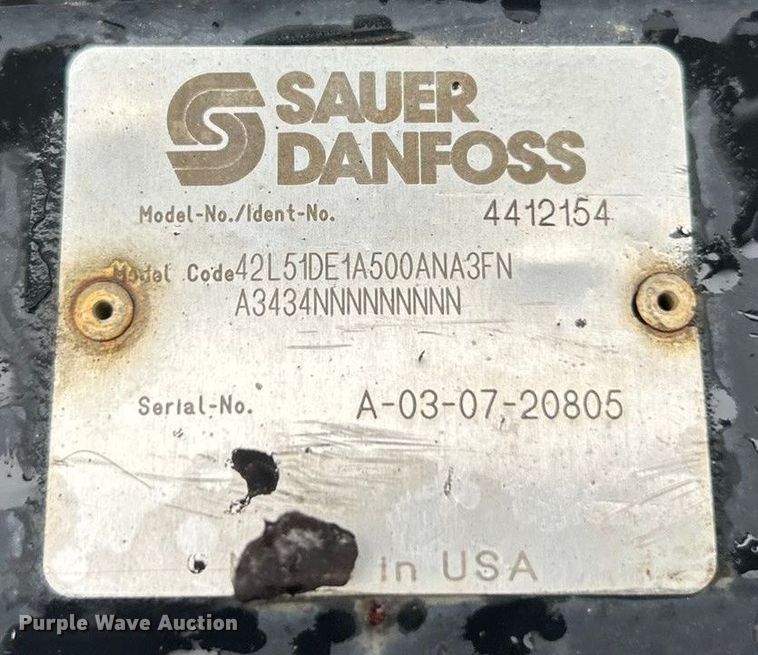 SAUER
DANFOSS
Model-No./Ident-No. 4412154
Model Code 42L51DE1A500ANA3FN
A3434NNNNNNNNN
Serial-No. A-03-07-20805
in USA
Purple Wave Auction